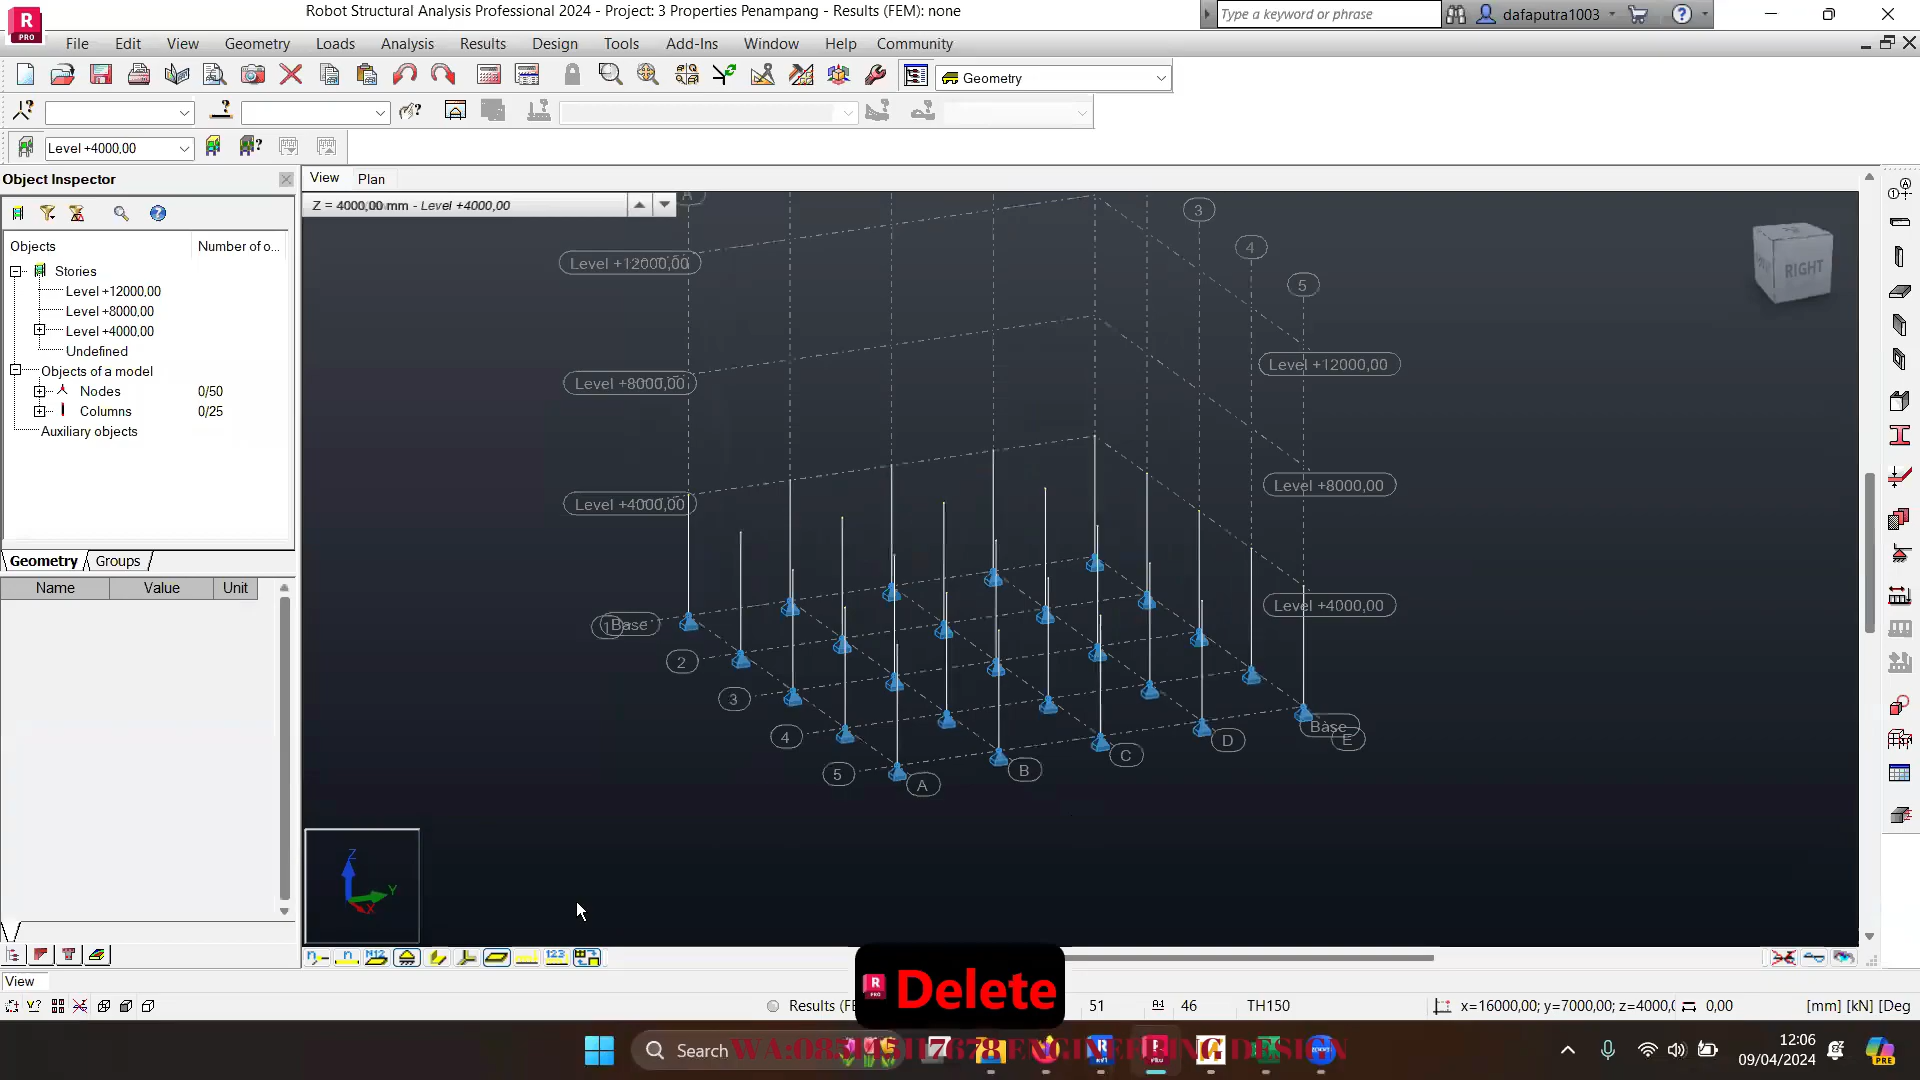 Robot Structural Analysis Professional 2024 - Project: 3 Properties Penampang - Results (FEM): none
Type a keyword or phrase
dafaputra1003
R
PRO
File Edit View Geometry Loads Analysis Results Design Tools Add-Ins Window Help Community
Geometry
Level +4000,00
Object Inspector
View Plan
Z = 4000,00 mm - Level +4000,00
Objects Number of o...
Stories
Level +12000,00
Level +8000,00
Level +4000,00
Undefined
Objects of a model
Nodes 0/50
Columns 0/25
Auxiliary objects
Geometry Groups
Name Value Unit
A
3
4
5
Level +12000,00
Level +8000,00
Level +4000,00
Level +12000,00
Level +8000,00
Level +4000,00
1 Base
2
3
4
5
A
B
C
D
Base
E
RIGHT
Z
Y
X
View
Delete
Results (FE
51 46 TH150
x=16000,00; y=7000,00; z=4000,0
0,00
[mm] [kN] [Deg
Search
12:06
09/04/2024